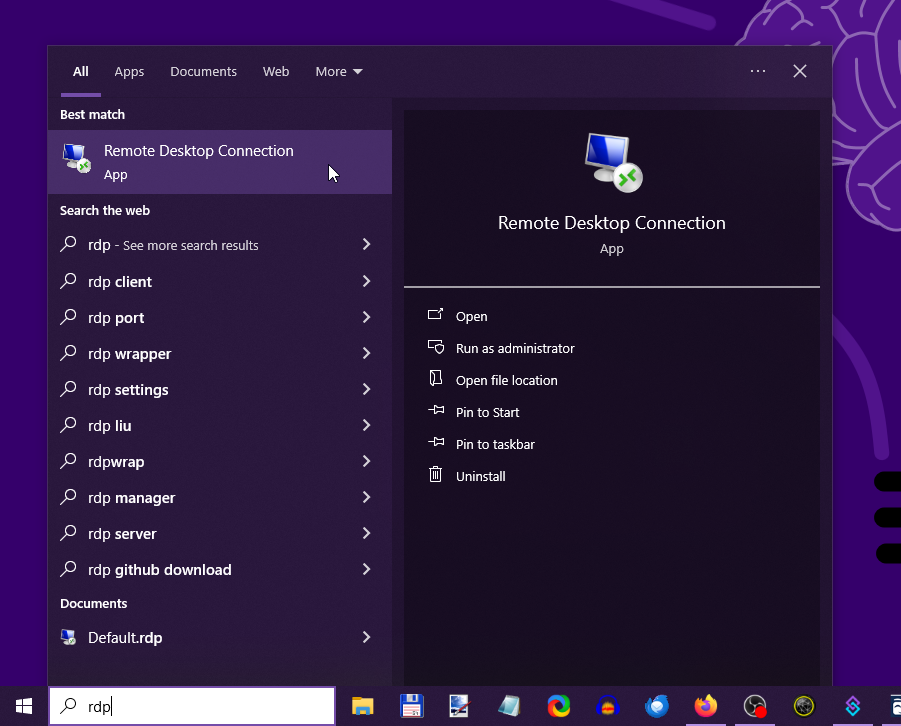 All Apps Documents Web More
Best match
Remote Desktop Connection
App
Search the web
rdp - See more search results
rdp client
rdp port
rdp wrapper
rdp settings
rdp liu
rdpwrap
rdp manager
rdp server
rdp github download
Documents
Default.rdp
Remote Desktop Connection
App
Open
Run as administrator
Open file location
Pin to Start
Pin to taskbar
Uninstall
rdp